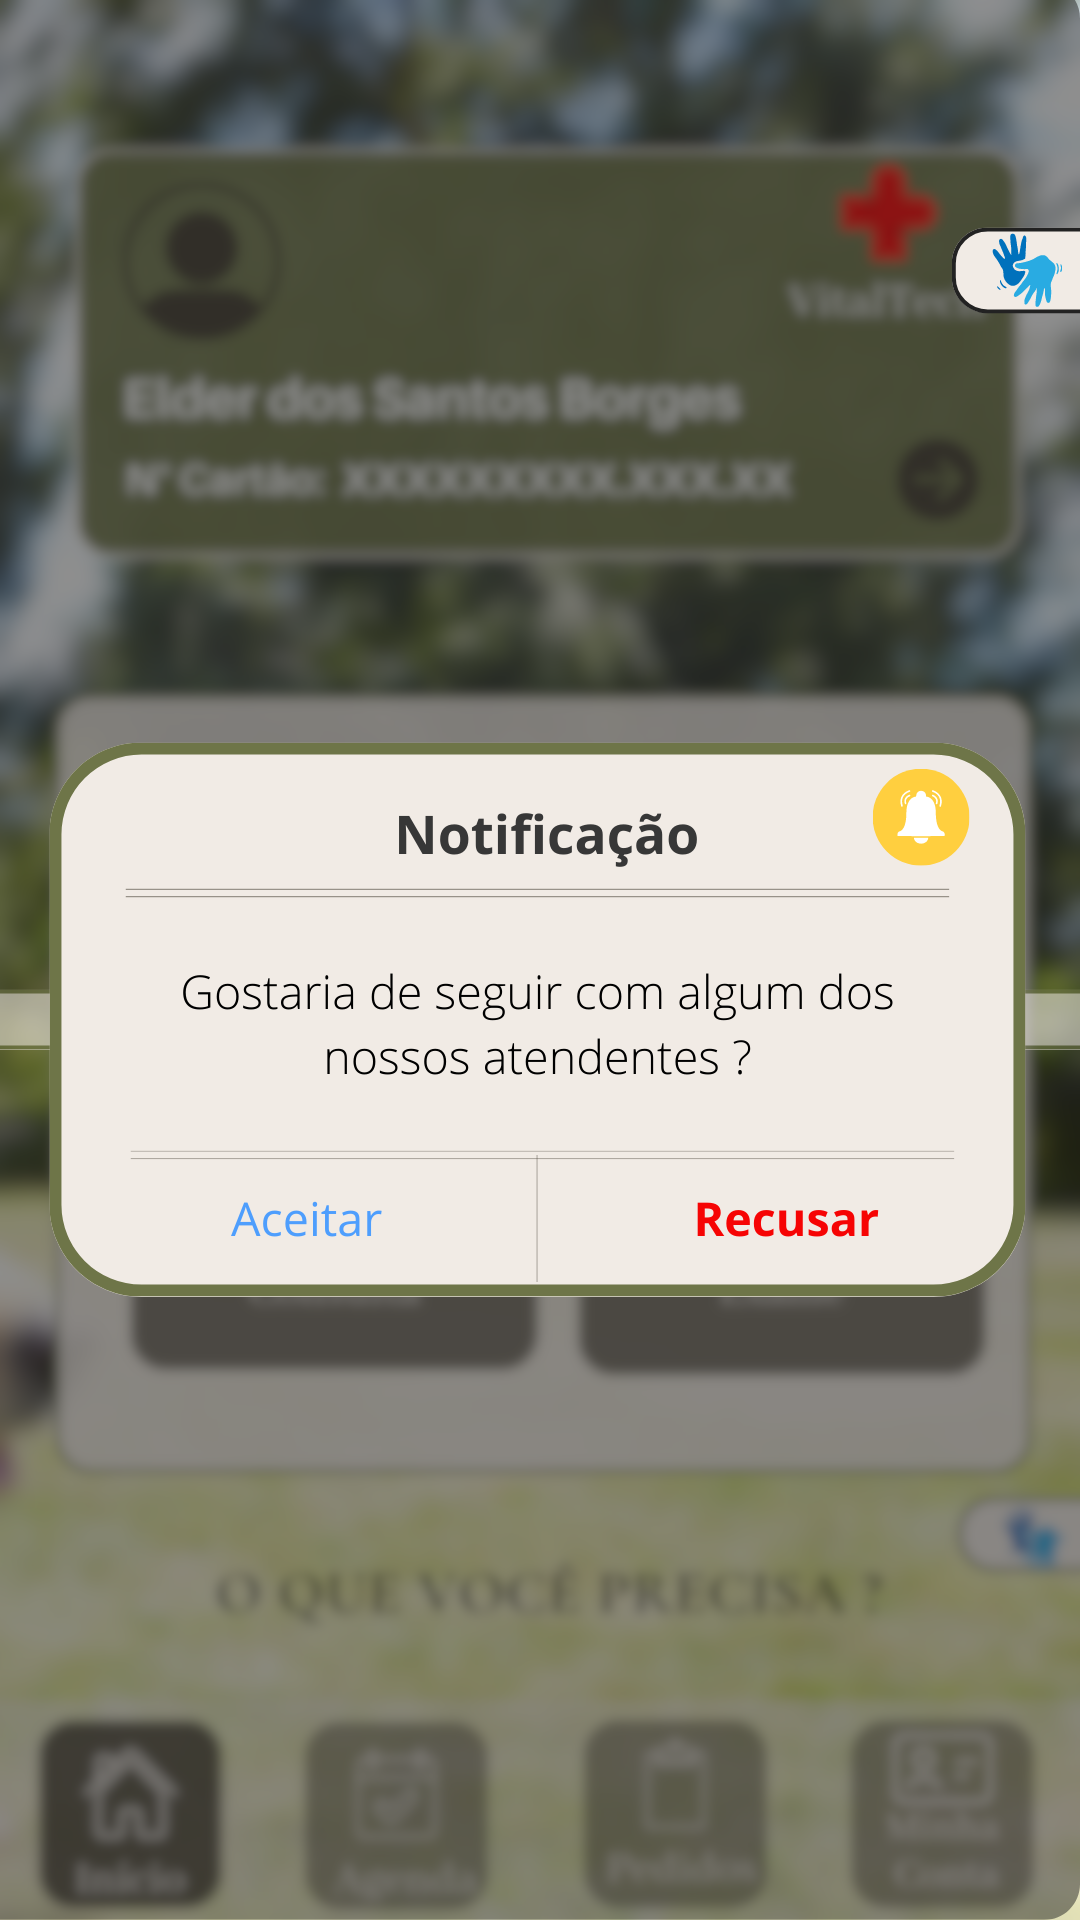 VitalTech
Elder dos Santos Borges
Nº Cartão: XXXXXXXXX.XXX.XX
Notificação
Gostaria de seguir com algum dos
nossos atendentes ?
Aceitar
Recusar
O QUE VOCÊ PRECISA ?
Início
Agenda
Pedidos
Minha
Conta